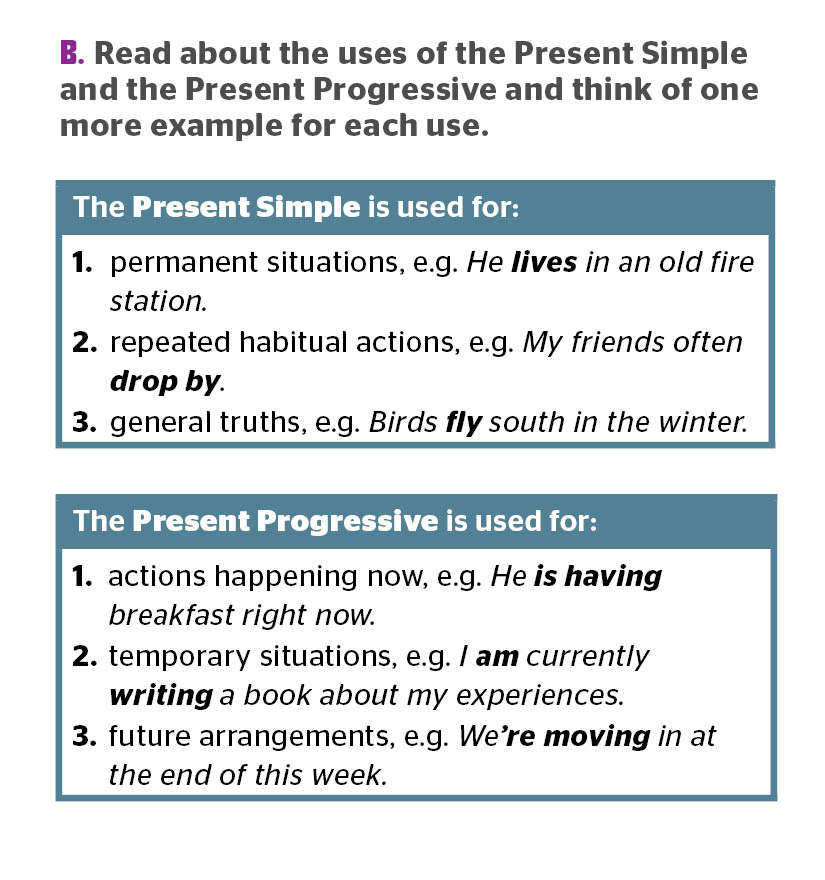 B. Read about the uses of the Present Simple
and the Present Progressive and think of one
more example for each use.
The Present Simple is used for:
1. permanent situations, e.g. He lives in an old fire
station.
2. repeated habitual actions, e.g. My friends often
drop by.
3. general truths, e.g. Birds fly south in the winter.
The Present Progressive is used for:
1. actions happening now, e.g. He is having
breakfast right now.
2. temporary situations, e.g. I am currently
writing a book about my experiences.
3. future arrangements, e.g. We’re moving in at
the end of this week.